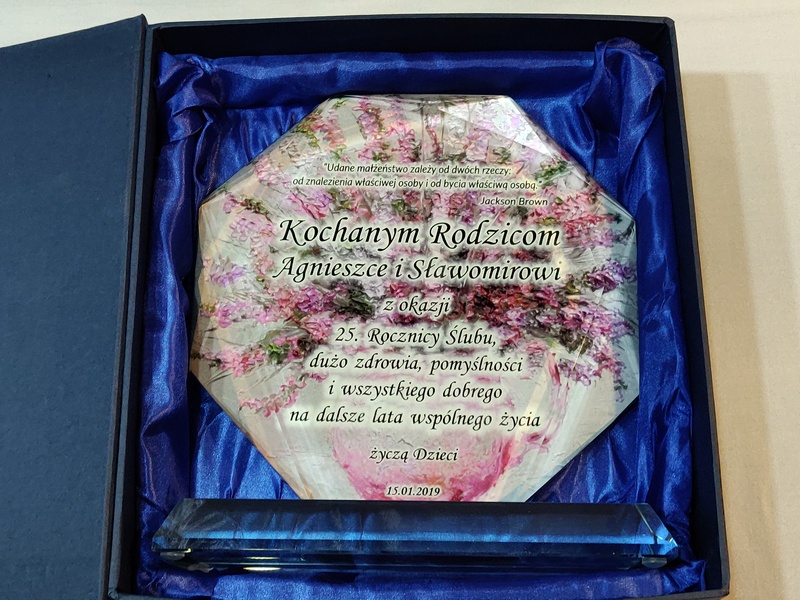 "Udane małżeństwo zależy od dwóch rzeczy:
od znalezienia właściwej osoby i od bycia właściwą osobą."
Jackson Brown
Kochanym Rodzicom
Agnieszce i Sławomirowi
z okazji
25. Rocznicy Ślubu,
dużo zdrowia, pomyślności
i wszystkiego dobrego
na dalsze lata wspólnego życia
życzą Dzieci
15.01.2019